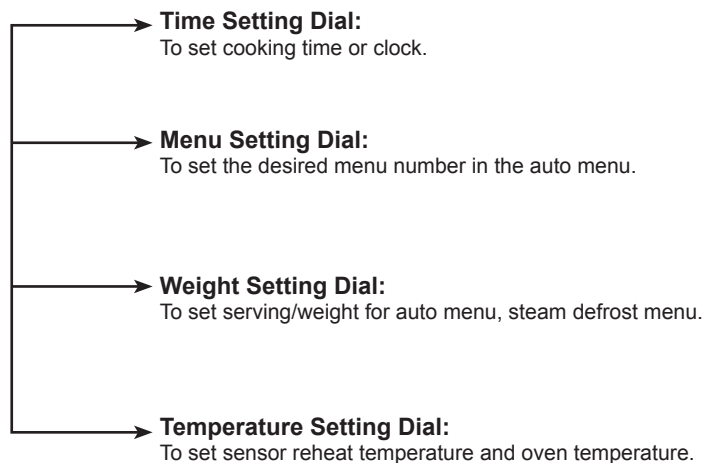 Time Setting Dial:
To set cooking time or clock.
Menu Setting Dial:
To set the desired menu number in the auto menu.
Weight Setting Dial:
To set serving/weight for auto menu, steam defrost menu.
Temperature Setting Dial:
To set sensor reheat temperature and oven temperature.